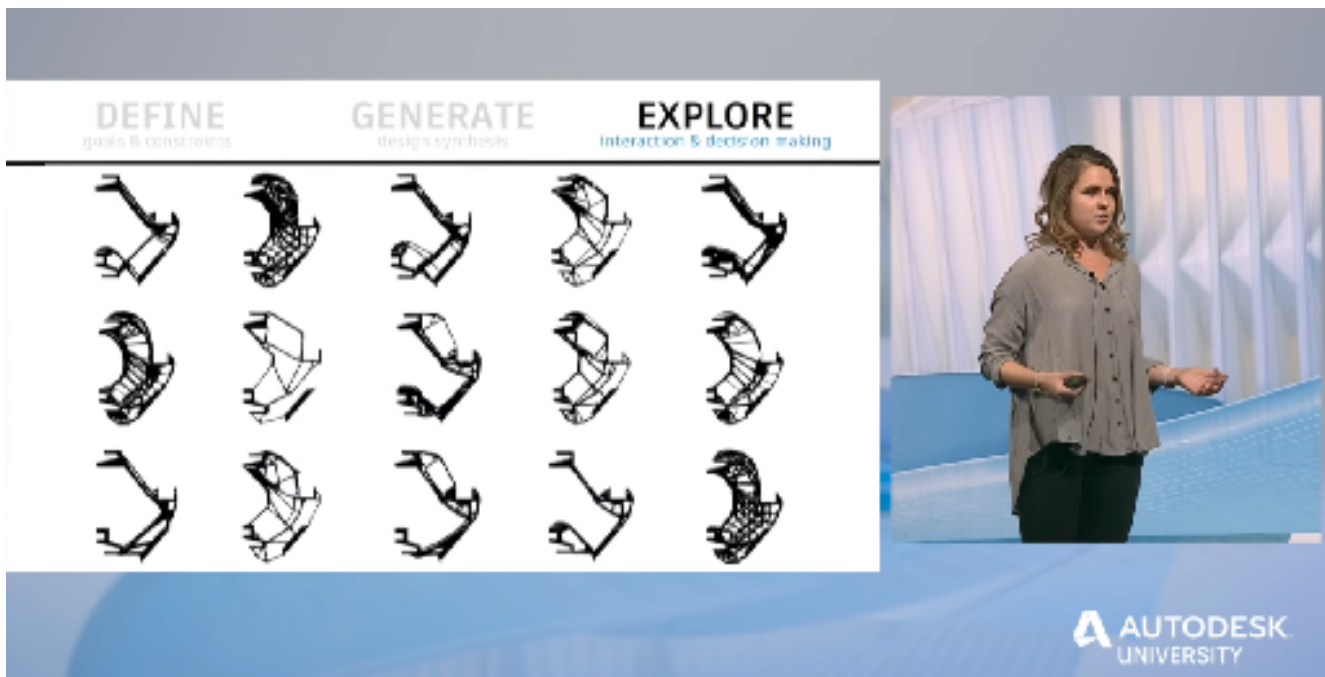 DEFINE
goals & constraints
GENERATE
design synthesis
EXPLORE
interaction & decision making
AUTODESK
UNIVERSITY